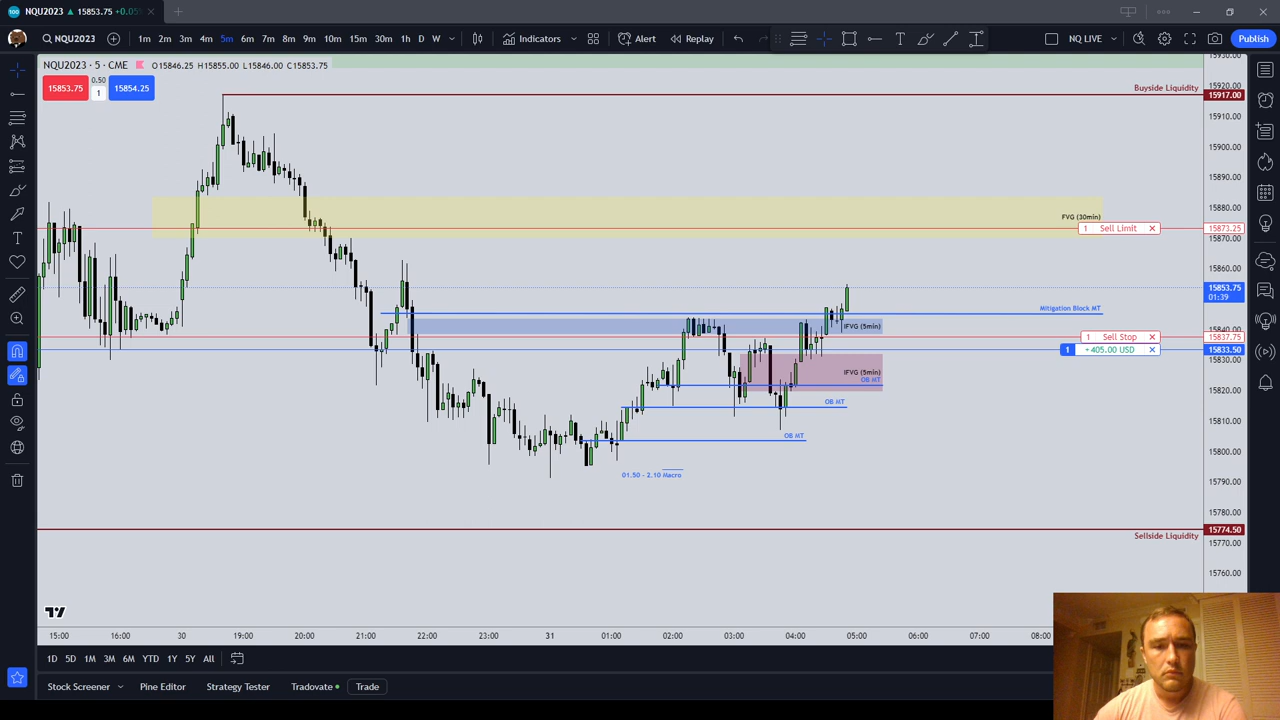 NQU2023 ▲ 15853.75 +0.05
NQU2023 1m 2m 3m 4m 5m 6m 7m 8m 9m 10m 15m 30m 1h D W Indicators Alert Replay NQ LIVE Publish
NQU2023 · 5 · CME O15846.25 H15855.00 L15846.00 C15853.75
15853.75 0.50 1 15854.25
15930.00
15920.00
Buyside Liquidity 15917.00
15910.00
15900.00
15890.00
15880.00
FVG (30min)
1 Sell Limit 15873.25
15870.00
15860.00
15853.75
01:39
Mitigation Block MT
IFVG (5min) 15840.00
1 Sell Stop 15837.75
1 +405.00 USD 15833.50
15830.00
IFVG (5min)
OB MT
15820.00
OB MT
15810.00
OB MT
15800.00
01.50 - 2.10 Macro
15790.00
15780.00
15774.50
Sellside Liquidity
15770.00
15760.00
15:00 16:00 30 19:00 20:00 21:00 22:00 23:00 31 01:00 02:00 03:00 04:00 05:00 06:00 07:00 08:00
1D 5D 1M 3M 6M YTD 1Y 5Y All
Stock Screener Pine Editor Strategy Tester Tradovate Trade